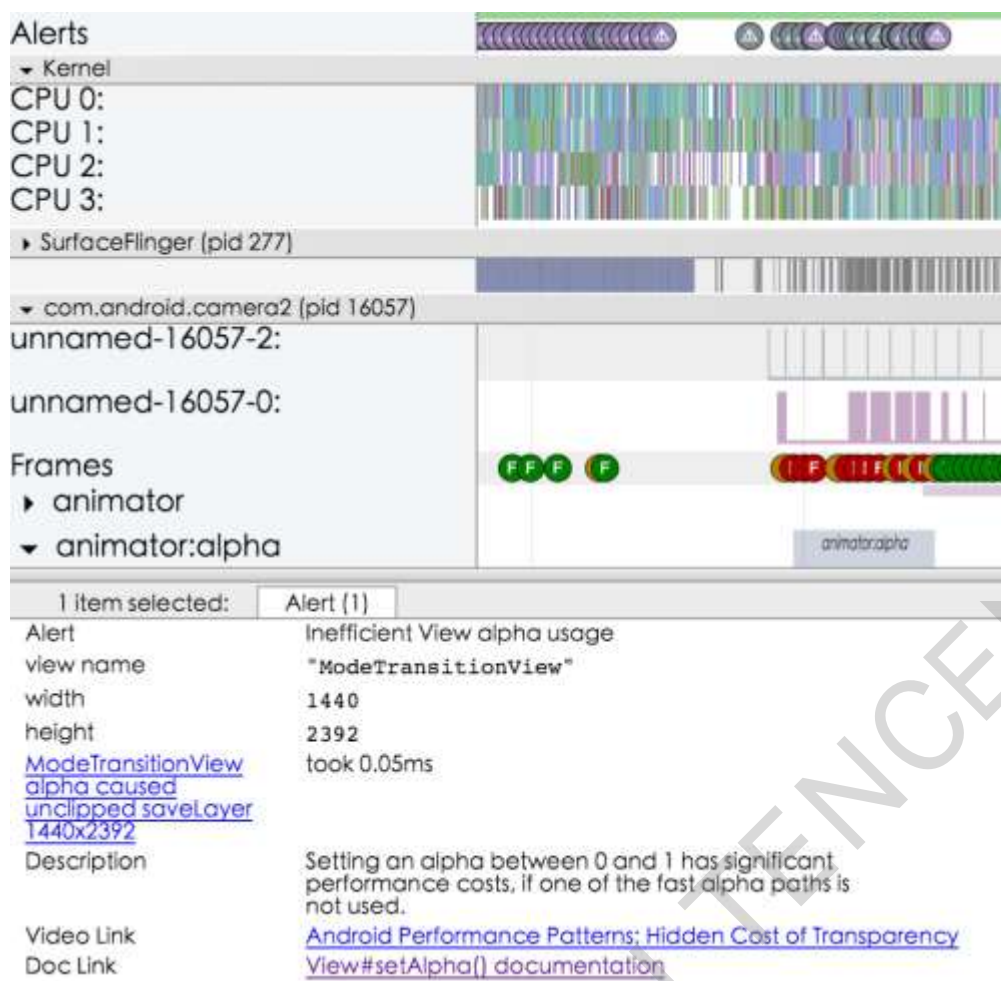 Alerts
Kernel
CPU 0:
CPU 1:
CPU 2:
CPU 3:
SurfaceFlinger (pid 277)
com.android.camera2 (pid 16057)
unnamed-16057-2:
unnamed-16057-0:
Frames
F F F F F F
animator
animator:alpha
animator:alpha
1 item selected: Alert (1)
Alert Inefficient View alpha usage
view name "ModeTransitionView"
width 1440
height 2392
ModeTransitionView took 0.05ms
alpha caused
unclipped saveLayer
1440x2392
Description Setting an alpha between 0 and 1 has significant
performance costs, if one of the fast alpha paths is
not used.
Video Link Android Performance Patterns: Hidden Cost of Transparency
Doc Link View#setAlpha() documentation
TENCE